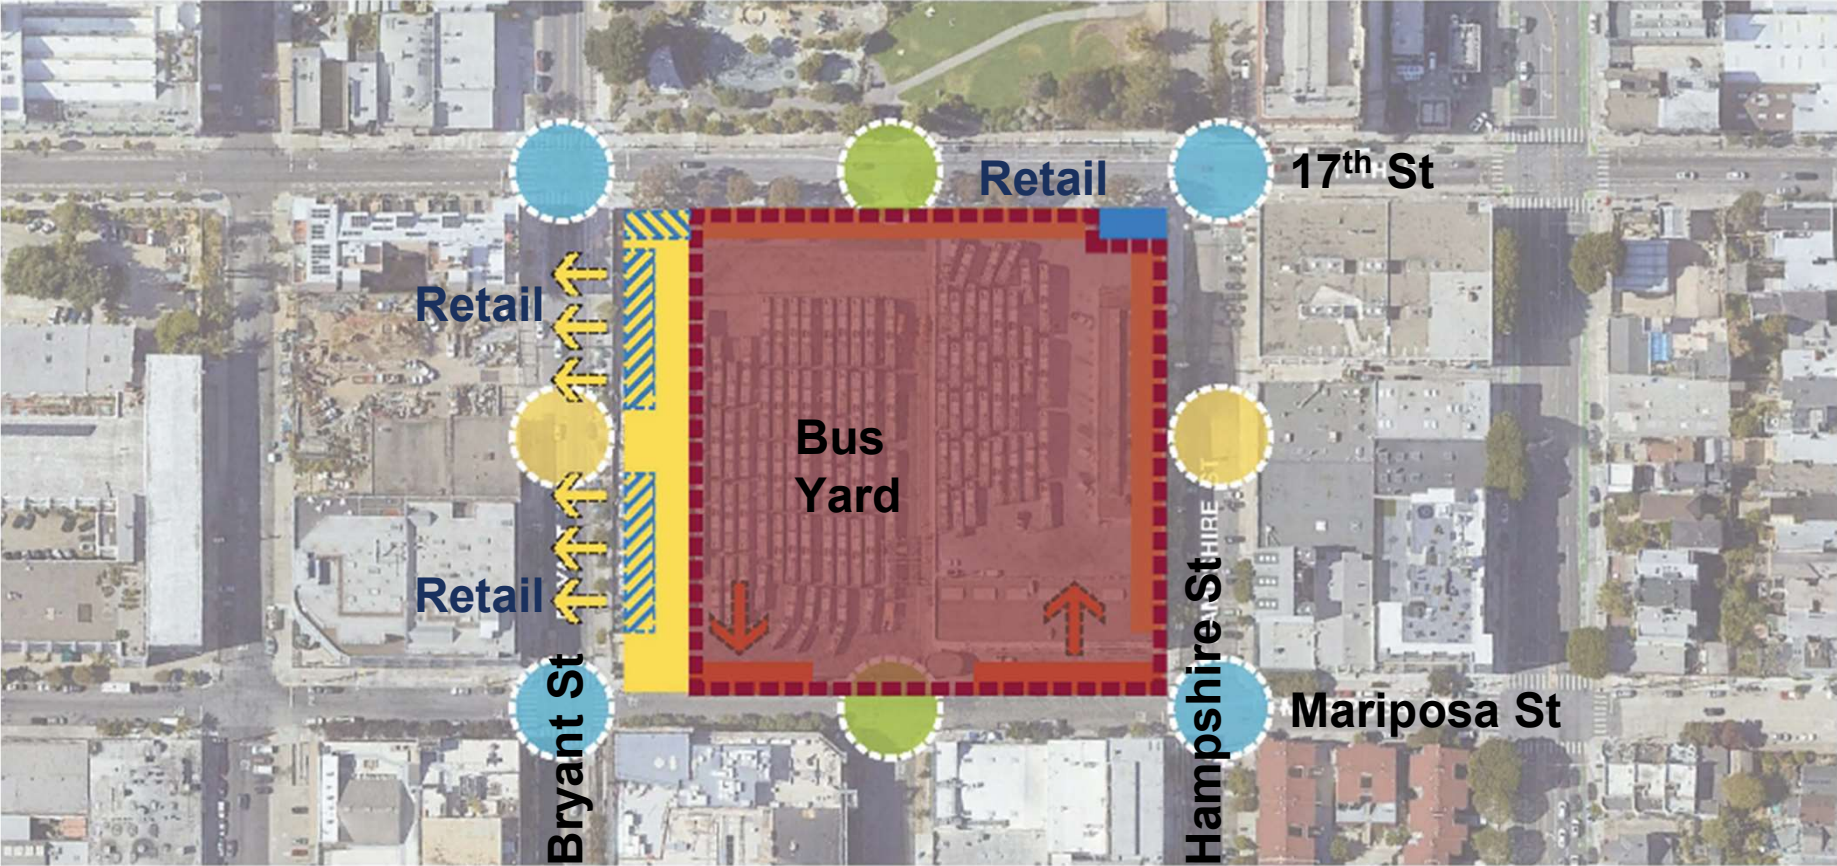 Retail
17th St
Retail
Bus
Yard
Retail
Bryant St
Hampshire St
Mariposa St